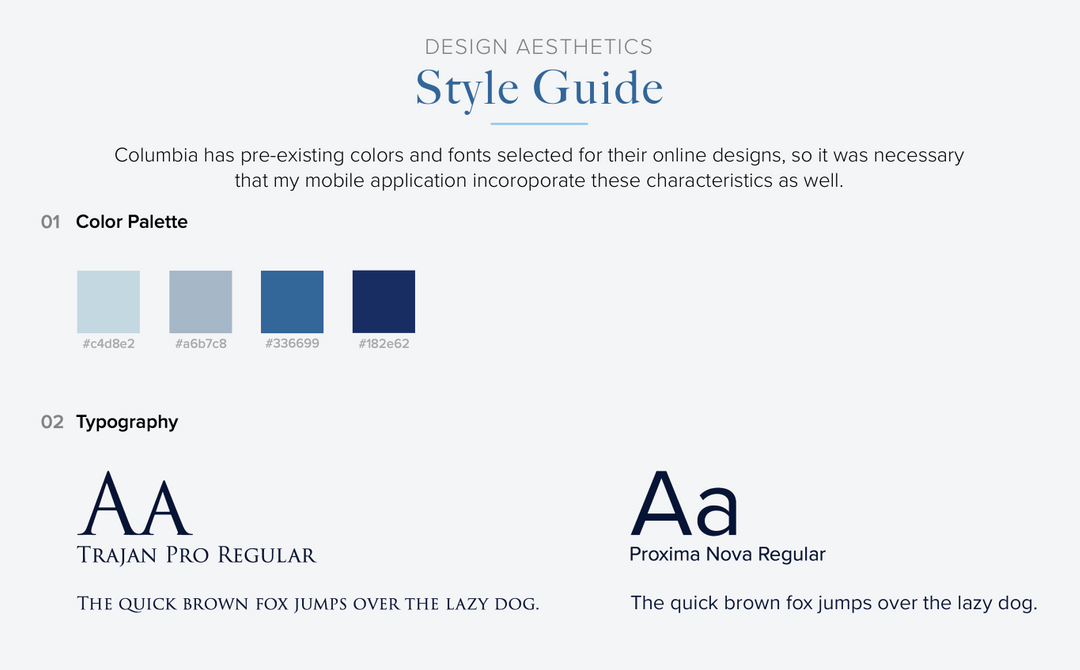 DESIGN AESTHETICS
Style Guide
Columbia has pre-existing colors and fonts selected for their online designs, so it was necessary
that my mobile application incoroporate these characteristics as well.
01 Color Palette
#c4d8e2 #a6b7c8 #336699 #182e62
02 Typography
AA Aa
TRAJAN PRO REGULAR Proxima Nova Regular
THE QUICK BROWN FOX JUMPS OVER THE LAZY DOG. The quick brown fox jumps over the lazy dog.